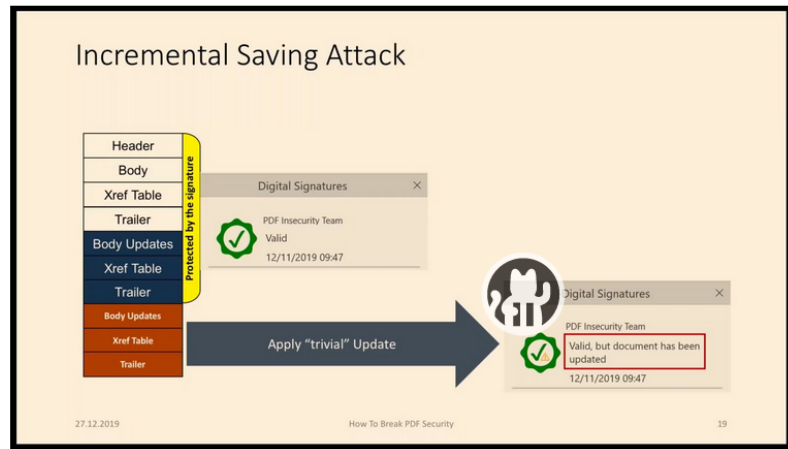 Incremental Saving Attack
Header
Body
Xref Table
Trailer
Body Updates
Xref Table
Trailer
Body Updates
Xref Table
Trailer
Protected by the signature
Digital Signatures
PDF Insecurity Team
Valid
12/11/2019 09:47
Apply “trivial” Update
Digital Signatures
PDF Insecurity Team
Valid, but document has been
updated
12/11/2019 09:47
27.12.2019
How To Break PDF Security
19